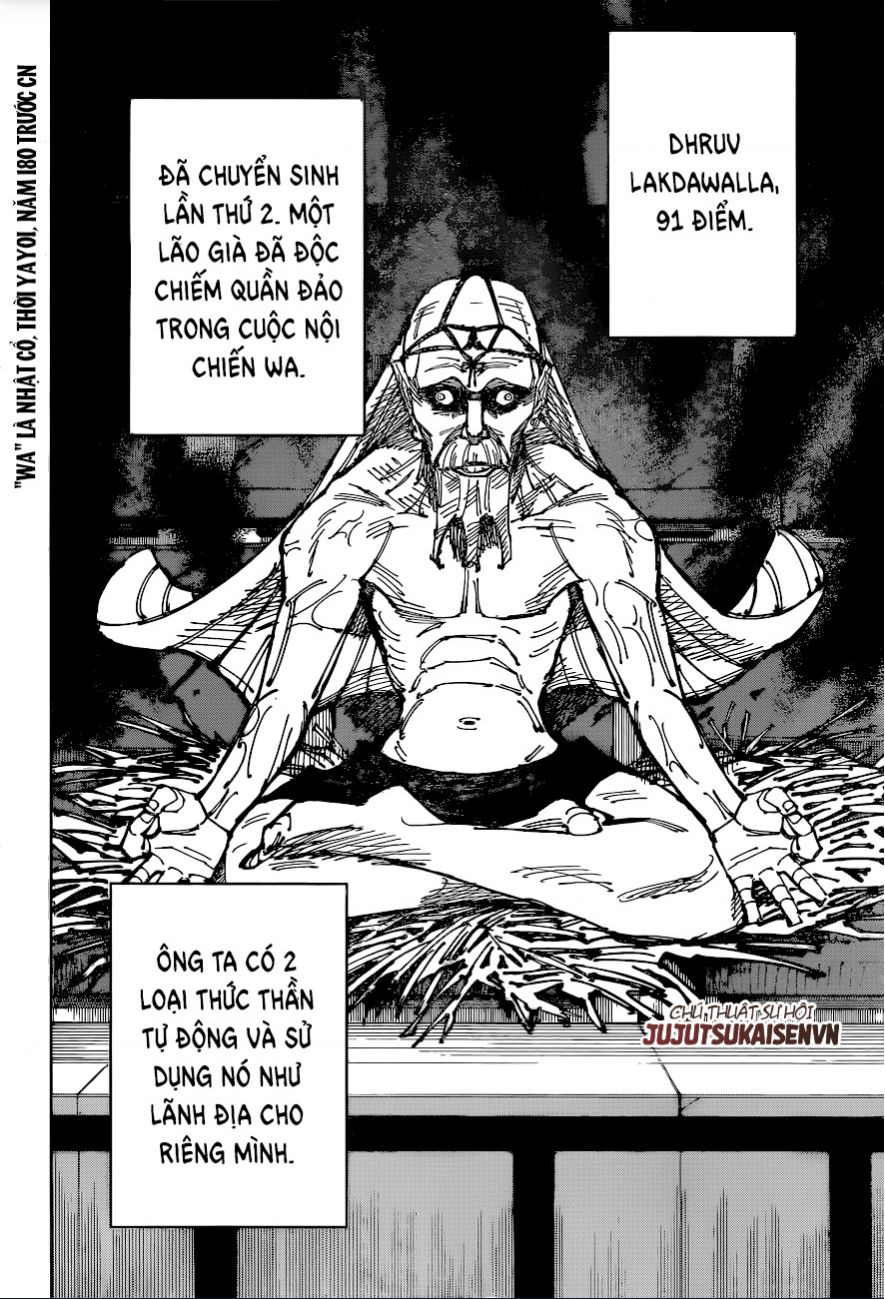 DHRUV
LAKDAWALLA,
91 ĐIỂM.
ĐÃ CHUYỂN SINH
LẦN THỨ 2. MỘT
LÃO GIÀ ĐÃ ĐỘC
CHIẾM QUẦN ĐẢO
TRONG CUỘC NỘI
CHIẾN WA.
"WA" LÀ NHẬT CỔ, THỜI YAYOI, NĂM 180 TRƯỚC CN
ÔNG TA CÓ 2
LOẠI THỨC THẦN
TỰ ĐỘNG VÀ SỬ
DỤNG NÓ NHƯ
LÃNH ĐỊA CHO
RIÊNG MÌNH.
CHÚ THUẬT SƯ HỘI
JUJUTSUKAISENVN